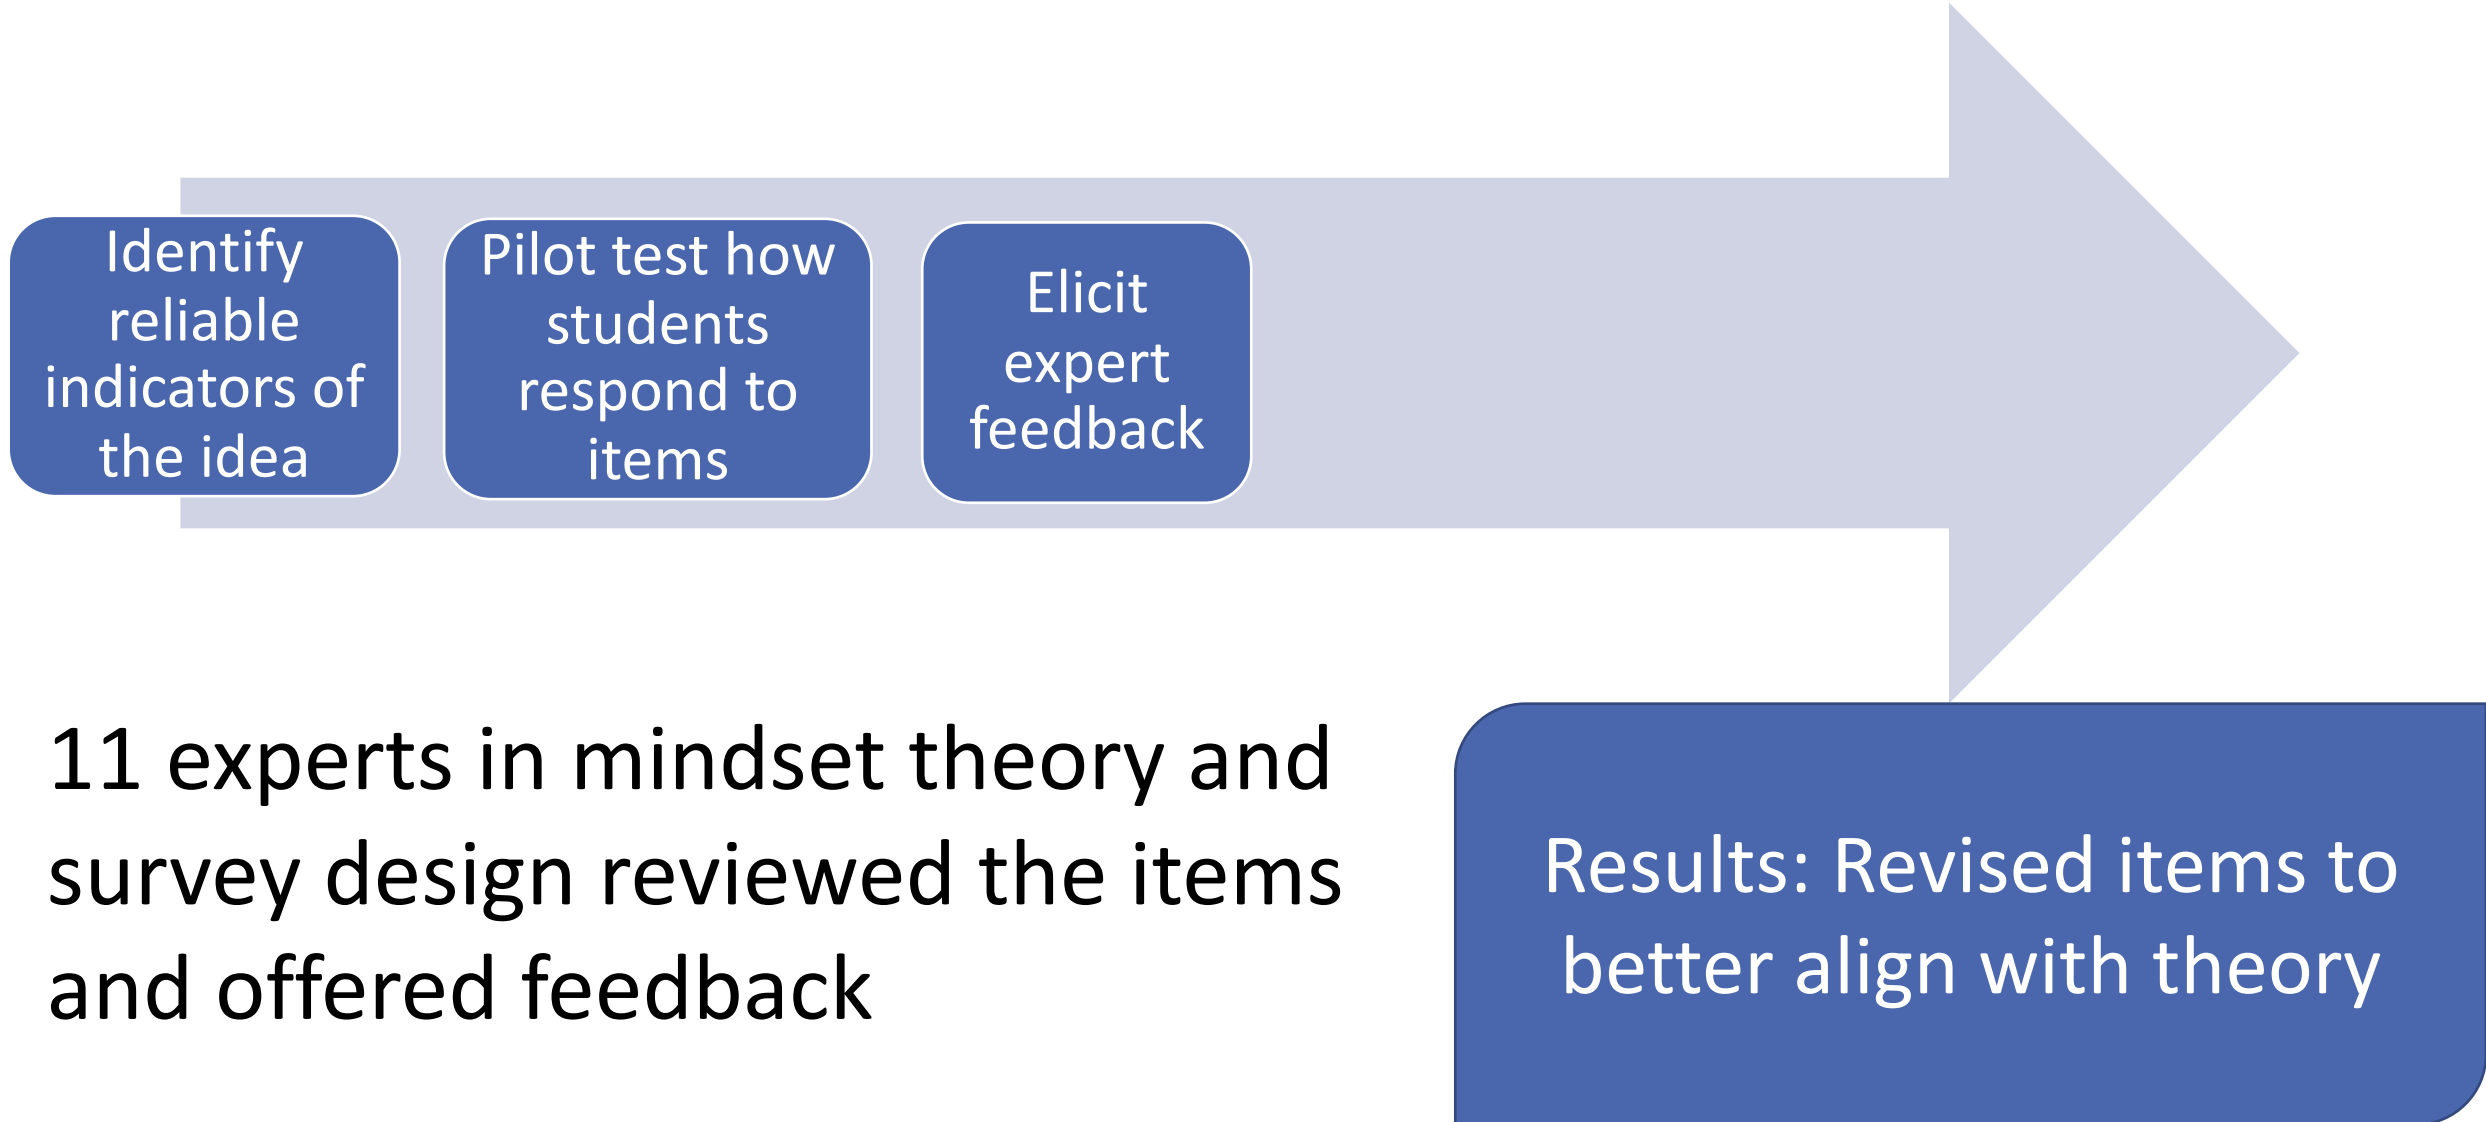 Identify
reliable
indicators of
the idea
Pilot test how
students
respond to
items
Elicit
expert
feedback
11 experts in mindset theory and
survey design reviewed the items
and offered feedback
Results: Revised items to
better align with theory